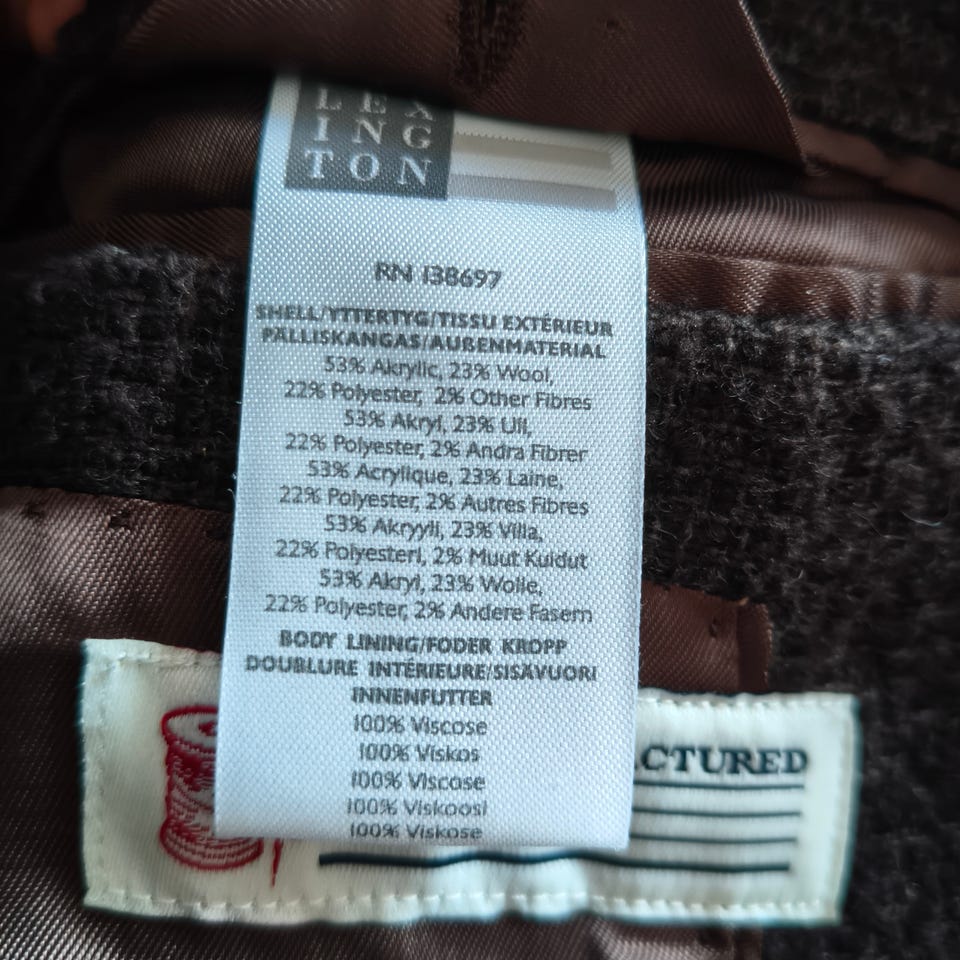 LEX
ING
TON
RN 138697
SHELL/YTTERTYG/TISSU EXTÉRIEUR
PÄLLISKANGAS/AUßENMATERIAL
53% Akrylic, 23% Wool,
22% Polyester, 2% Other Fibres
53% Akryl, 23% Ull,
22% Polyester, 2% Andra Fibrer
53% Acrylique, 23% Laine,
22% Polyester, 2% Autres Fibres
53% Akryyli, 23% Villa,
22% Polyesteri, 2% Muut Kuidut
53% Akryl, 23% Wolle,
22% Polyester, 2% Andere Fasern
BODY LINING/FODER KROPP
DOUBLURE INTÉRIEURE/SISÄVUORI
INNENFUTTER
100% Viscose
100% Viskos
100% Viscose
100% Viskoosi
100% Viskose
CTURED